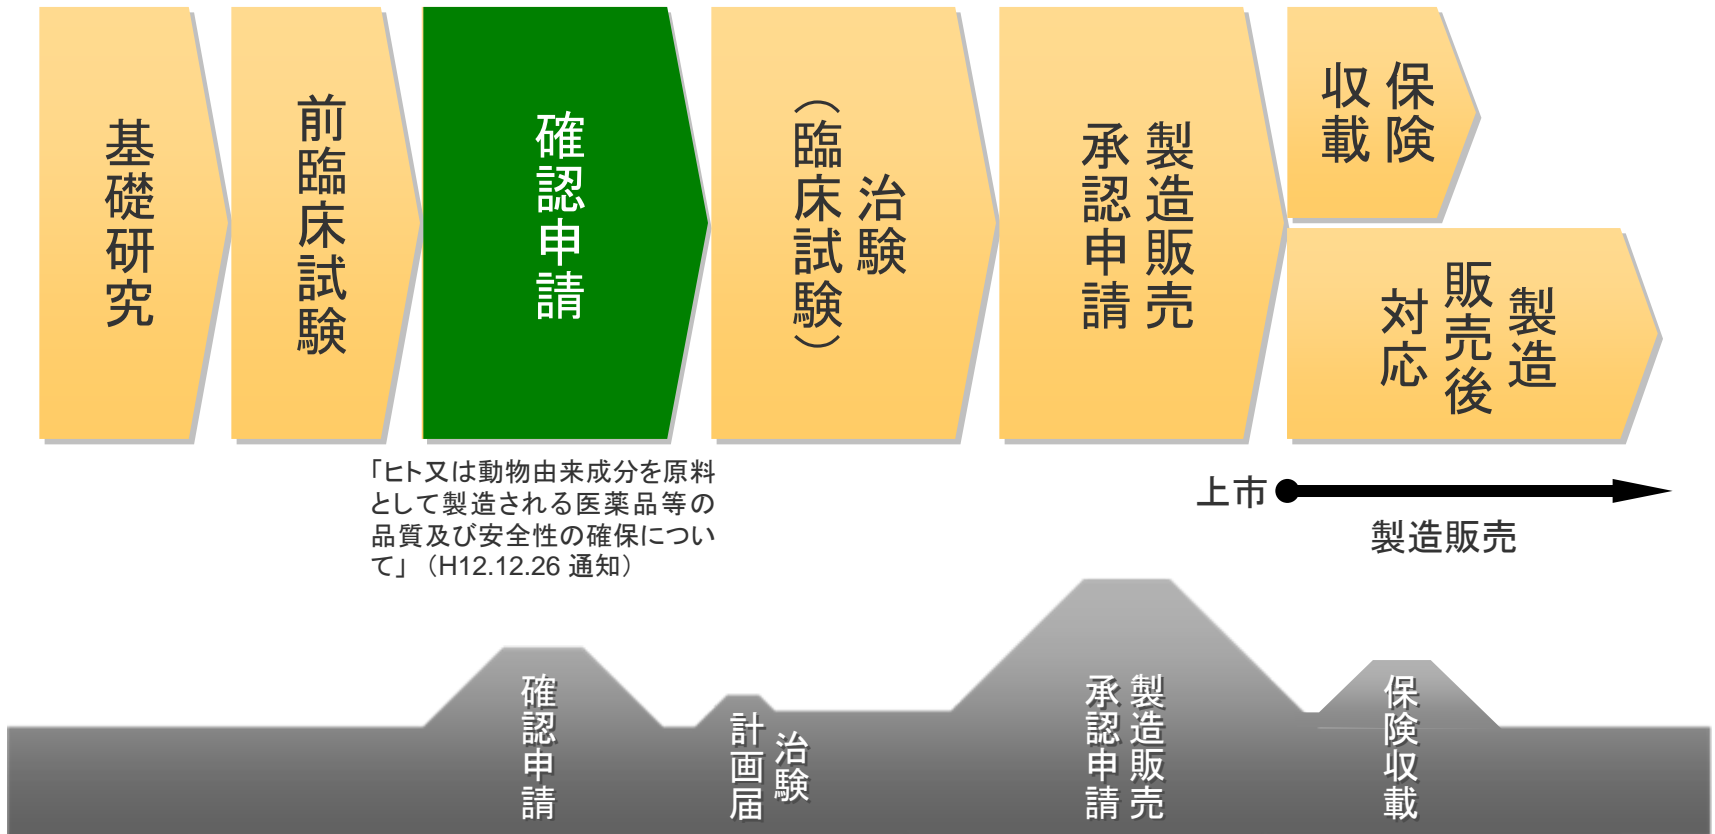 基礎研究
前臨床試験
確認申請
治験
（臨床試験）
製造販売
承認申請
保険
収載
製造
販売後
対応
「ヒト又は動物由来成分を原料
として製造される医薬品等の
品質及び安全性の確保につい
て」（H12.12.26 通知）
上市
製造販売
確認申請
治験
計画届
製造販売
承認申請
保険収載